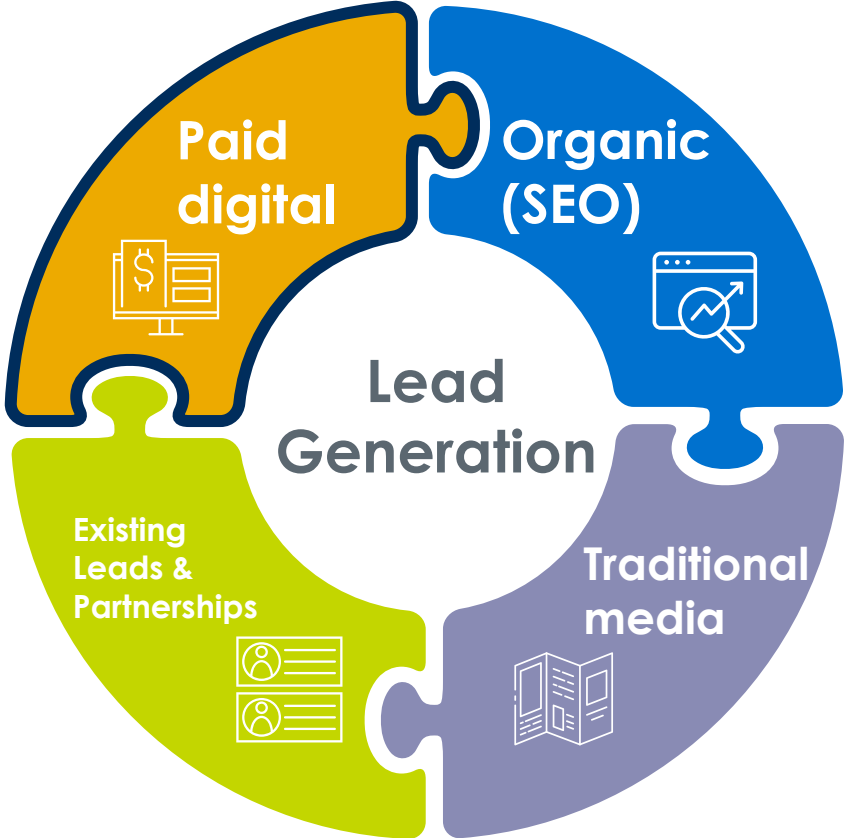 Paid
digital
$
Organic
(SEO)
Lead
Generation
Existing
Leads &
Partnerships
Traditional
media